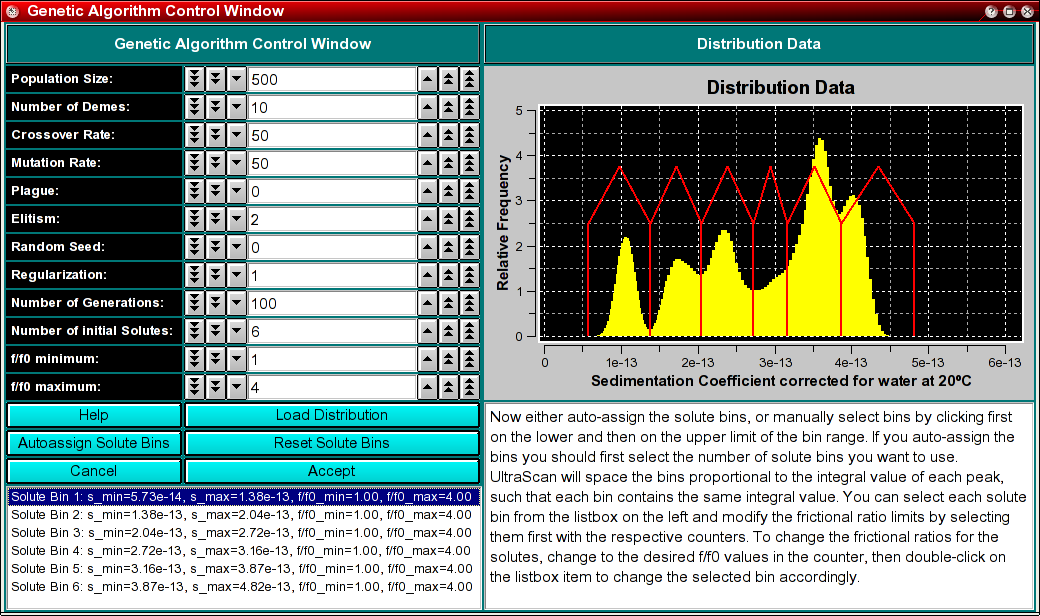 Genetic Algorithm Control Window
Genetic Algorithm Control Window
Population Size: 500
Number of Demes: 10
Crossover Rate: 50
Mutation Rate: 50
Plague: 0
Elitism: 2
Random Seed: 0
Regularization: 1
Number of Generations: 100
Number of initial Solutes: 6
f/f0 minimum: 1
f/f0 maximum: 4
Help Load Distribution
Autoassign Solute Bins Reset Solute Bins
Cancel Accept
Solute Bin 1: s_min=5.73e-14, s_max=1.38e-13, f/f0_min=1.00, f/f0_max=4.00
Solute Bin 2: s_min=1.38e-13, s_max=2.04e-13, f/f0_min=1.00, f/f0_max=4.00
Solute Bin 3: s_min=2.04e-13, s_max=2.72e-13, f/f0_min=1.00, f/f0_max=4.00
Solute Bin 4: s_min=2.72e-13, s_max=3.16e-13, f/f0_min=1.00, f/f0_max=4.00
Solute Bin 5: s_min=3.16e-13, s_max=3.87e-13, f/f0_min=1.00, f/f0_max=4.00
Solute Bin 6: s_min=3.87e-13, s_max=4.82e-13, f/f0_min=1.00, f/f0_max=4.00
Distribution Data
Distribution Data
Relative Frequency
5
4
3
2
1
0
0 1e-13 2e-13 3e-13 4e-13 5e-13 6e-13
Sedimentation Coefficient corrected for water at 20ºC
Now either auto-assign the solute bins, or manually select bins by clicking first
on the lower and then on the upper limit of the bin range. If you auto-assign the
bins you should first select the number of solute bins you want to use.
UltraScan will space the bins proportional to the integral value of each peak,
such that each bin contains the same integral value. You can select each solute
bin from the listbox on the left and modify the frictional ratio limits by selecting
them first with the respective counters. To change the frictional ratios for the
solutes, change to the desired f/f0 values in the counter, then double-click on
the listbox item to change the selected bin accordingly.